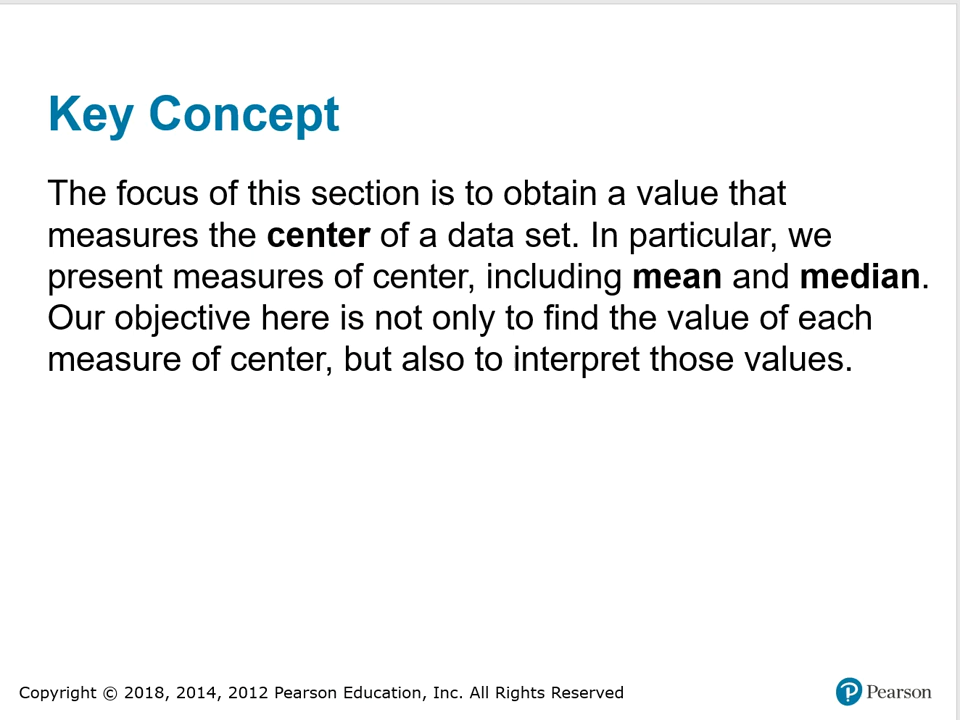 Key Concept
The focus of this section is to obtain a value that
measures the center of a data set. In particular, we
present measures of center, including mean and median.
Our objective here is not only to find the value of each
measure of center, but also to interpret those values.
Copyright © 2018, 2014, 2012 Pearson Education, Inc. All Rights Reserved
Pearson